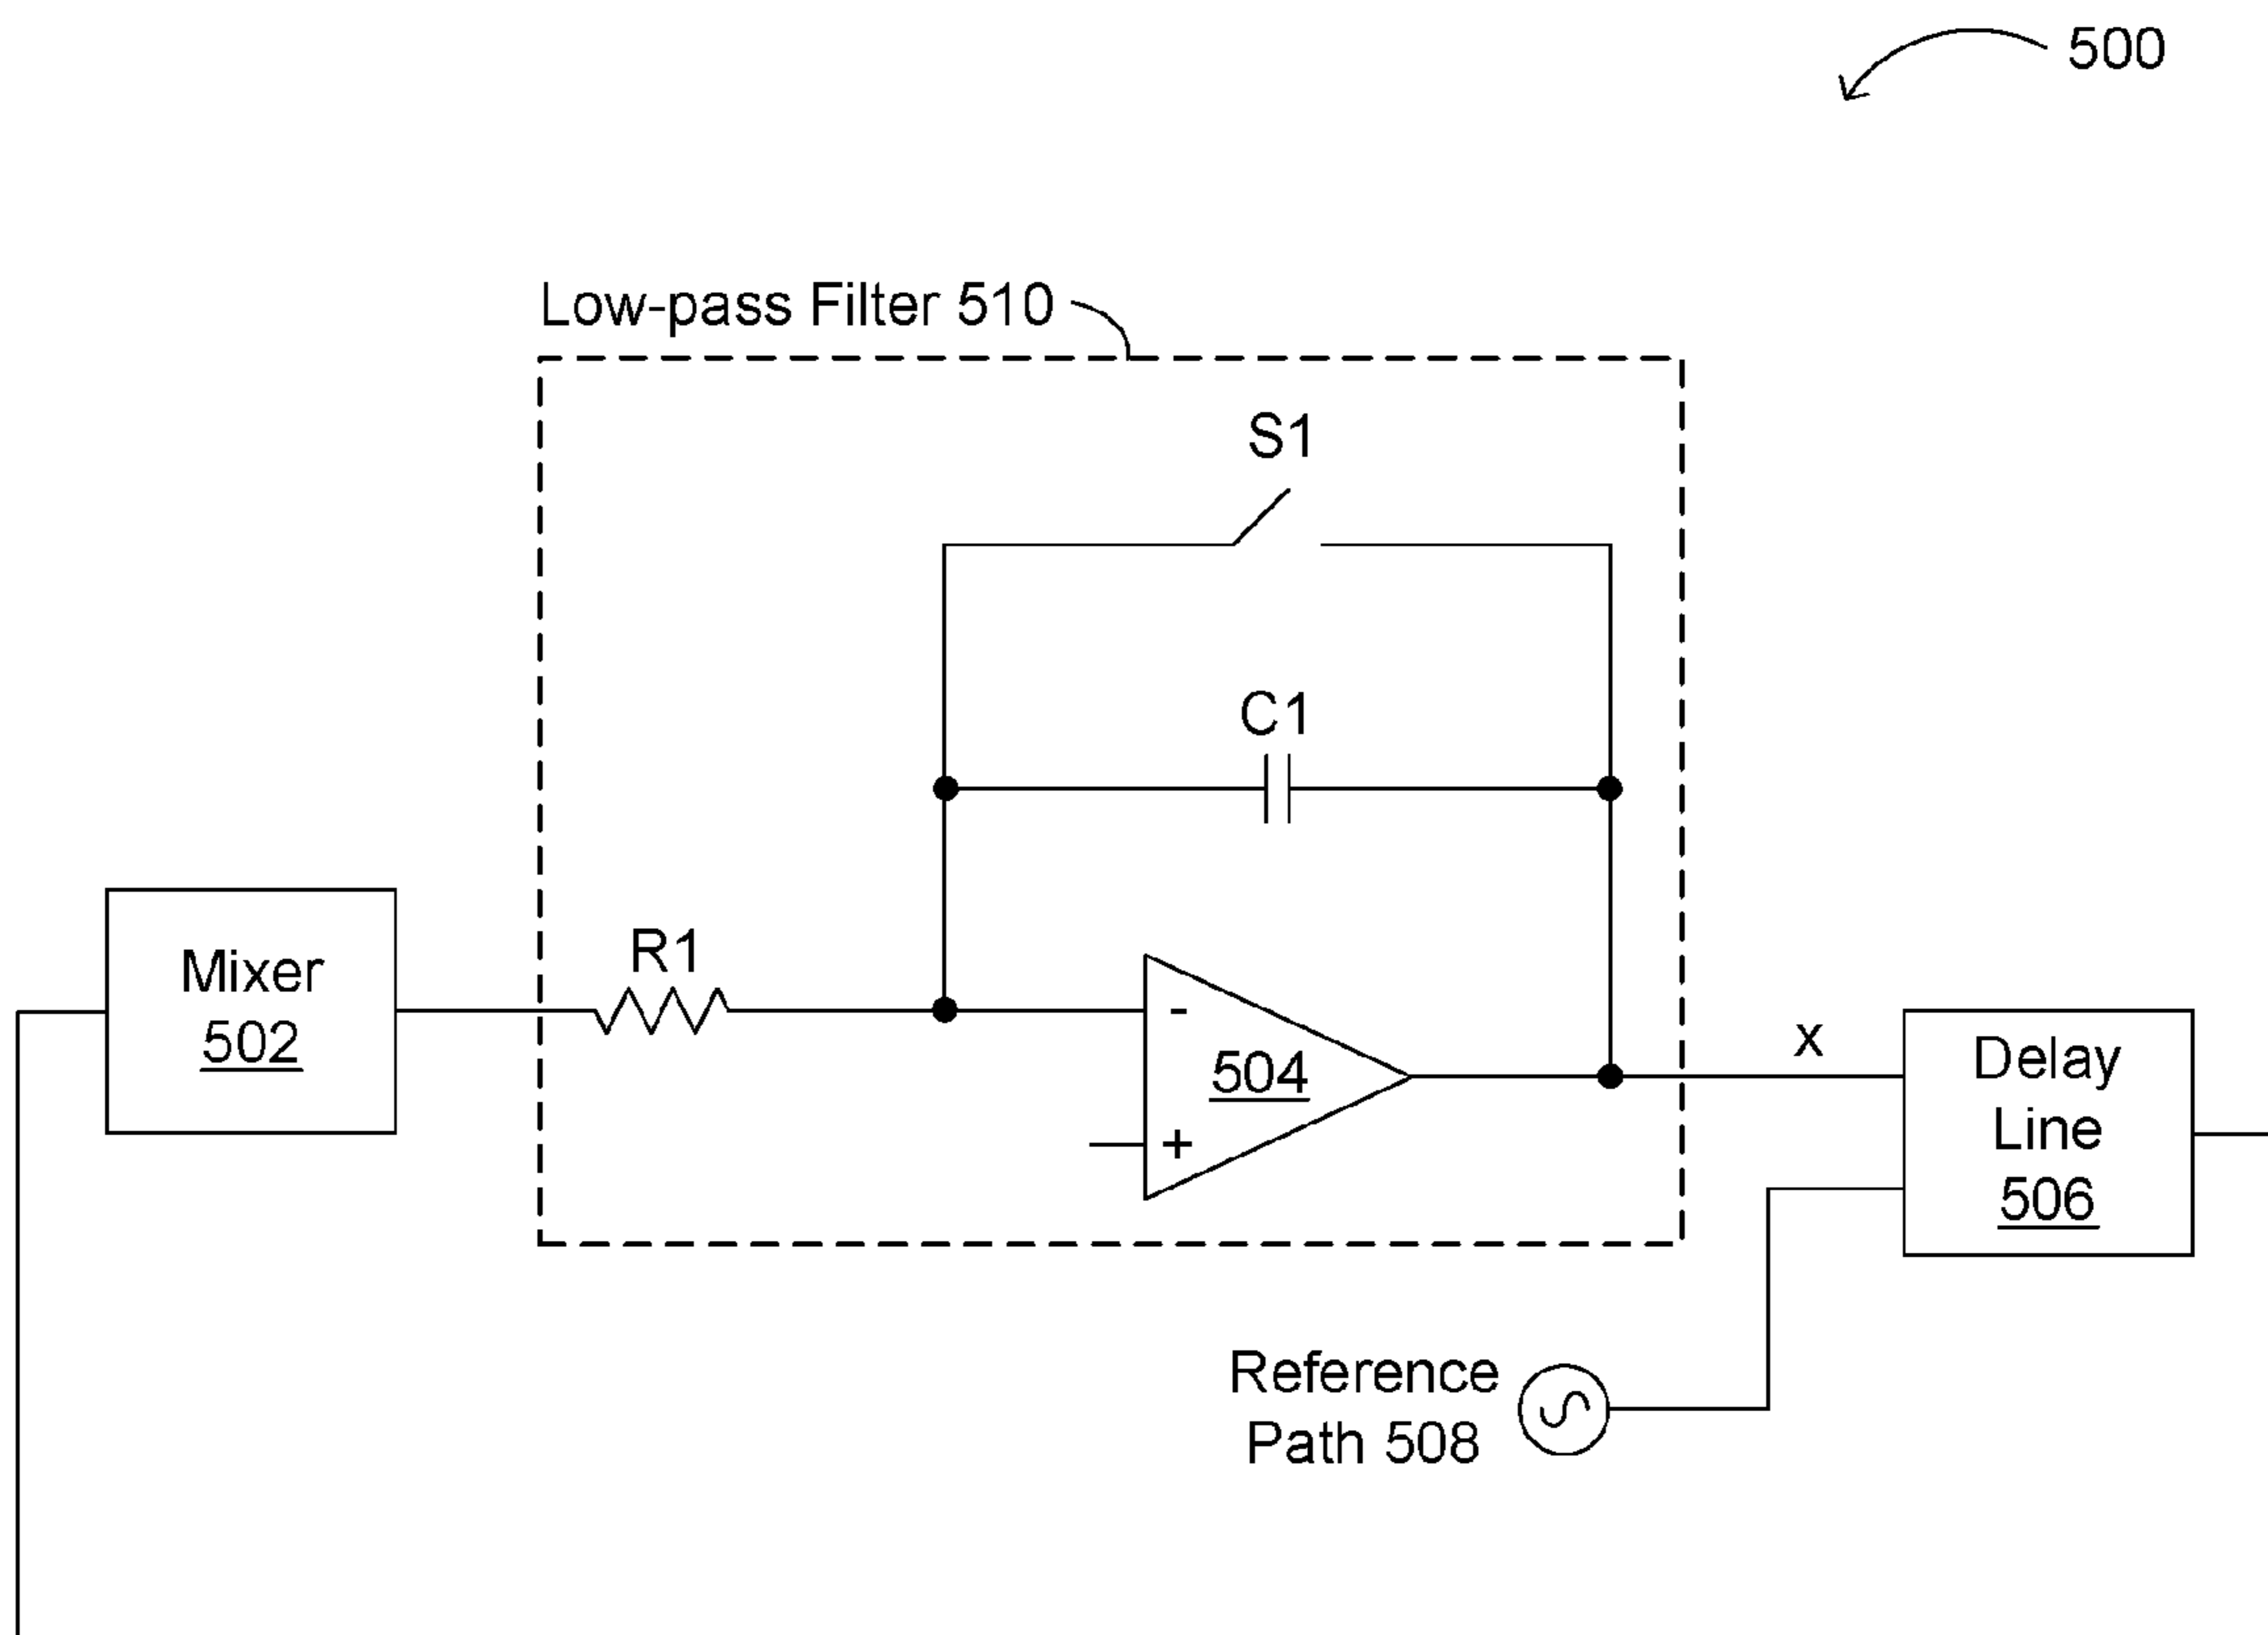 500
Low-pass Filter 510
S1
C1
R1
Mixer
502
-
504
+
x
Delay
Line
506
Reference
Path 508